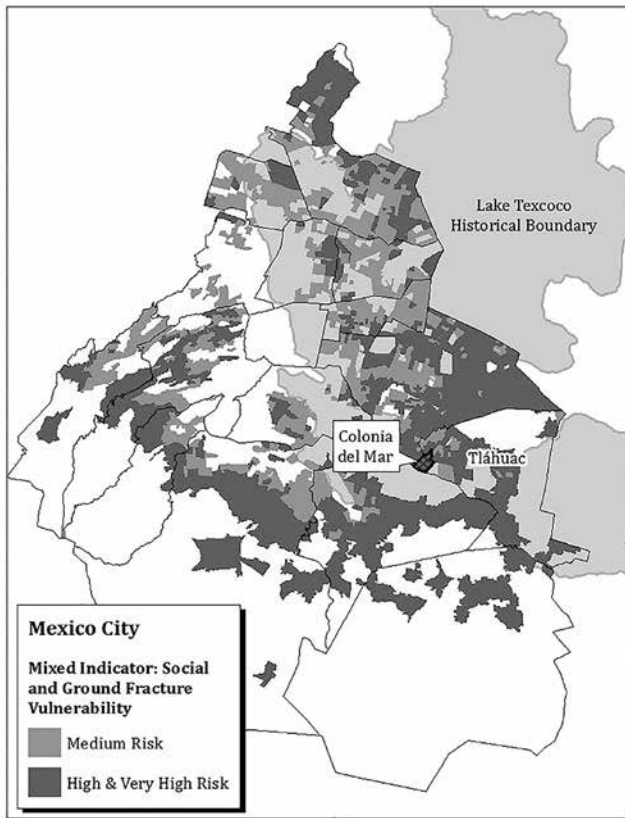 Lake Texcoco
Historical Boundary
Colonia
del Mar
Tláhuac
Mexico City
Mixed Indicator: Social
and Ground Fracture
Vulnerability
Medium Risk
High & Very High Risk